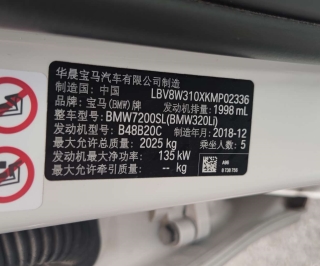 华晨宝马汽车有限公司制造
制造国：中国 LBV8W310XKMP02336
品牌：宝马(BMW)牌 发动机排量：1998 mL
整车型号：BMW7200SL(BMW320Li)
发动机型号：B48B20C 制造年月：2018-12
最大允许总质量：2025 kg 乘坐人数：5
发动机最大净功率：135 kW
最大允许牵引质量：-- kg